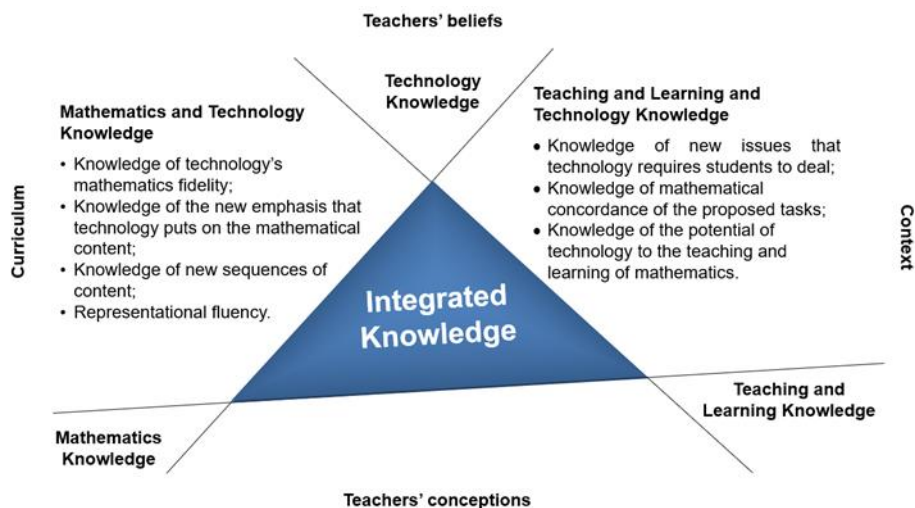 Teachers’ beliefs
Technology
Knowledge
Mathematics and Technology
Knowledge
• Knowledge of technology’s
mathematics fidelity;
• Knowledge of the new emphasis that
technology puts on the mathematical
content;
• Knowledge of new sequences of
content;
• Representational fluency.
Teaching and Learning and
Technology Knowledge
• Knowledge of new issues that
technology requires students to deal;
• Knowledge of mathematical
concordance of the proposed tasks;
• Knowledge of the potential of
technology to the teaching and
learning of mathematics.
Curriculum
Context
Integrated
Knowledge
Mathematics
Knowledge
Teaching and
Learning Knowledge
Teachers’ conceptions